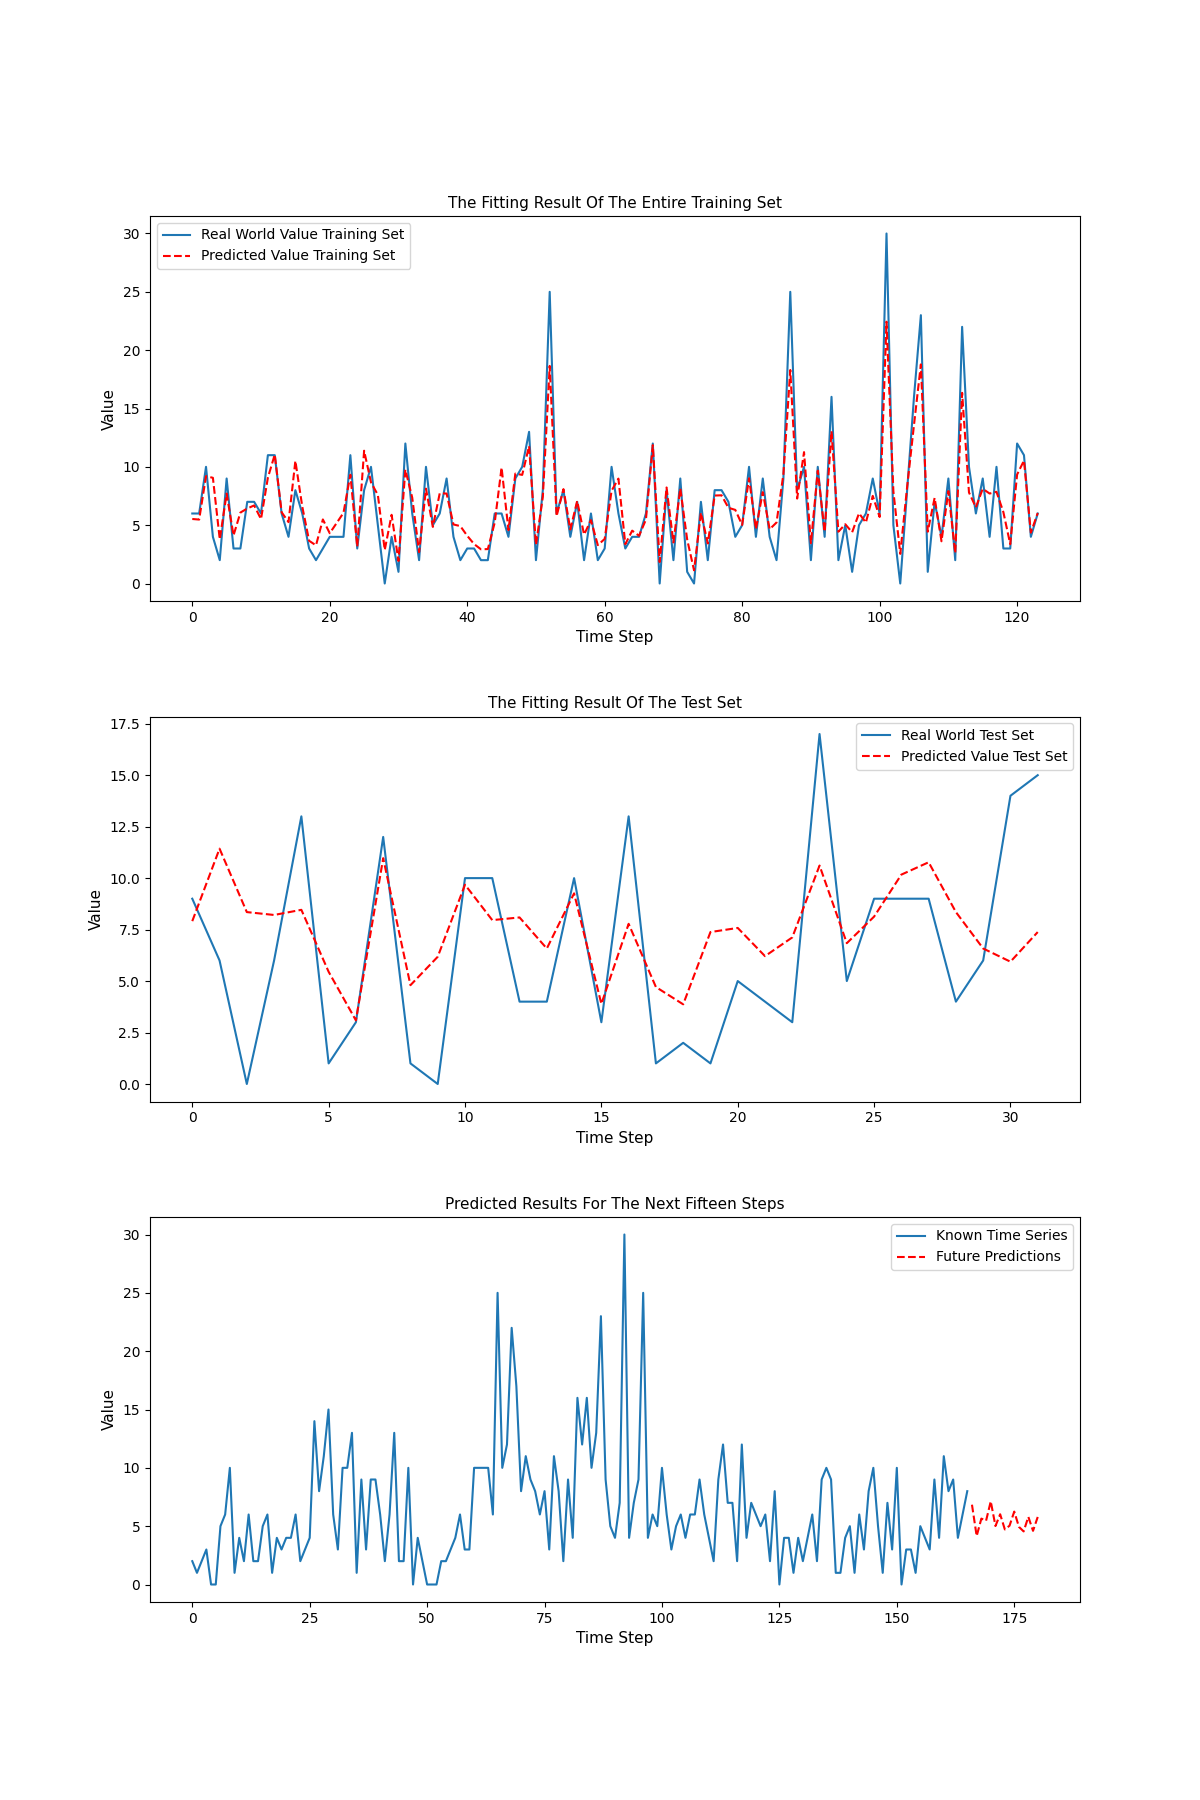 The Fitting Result Of The Entire Training Set
Real World Value Training Set
Predicted Value Training Set
30
25
20
15
10
5
0
Value
0 20 40 60 80 100 120
Time Step
The Fitting Result Of The Test Set
Real World Test Set
Predicted Value Test Set
17.5
15.0
12.5
10.0
7.5
5.0
2.5
0.0
Value
0 5 10 15 20 25 30
Time Step
Predicted Results For The Next Fifteen Steps
Known Time Series
Future Predictions
30
25
20
15
10
5
0
Value
0 25 50 75 100 125 150 175
Time Step